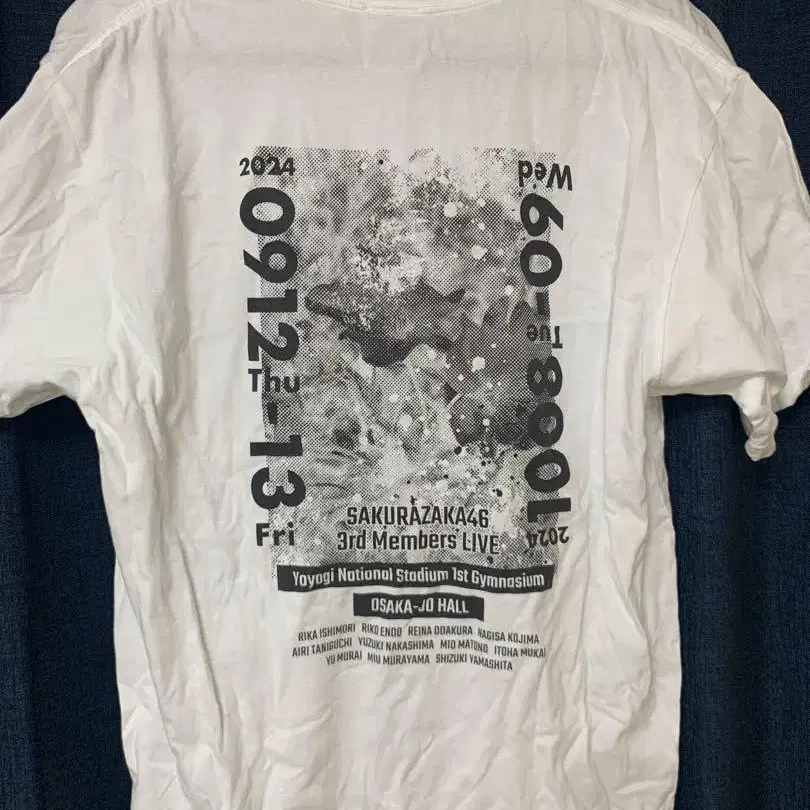 2024
0912
Thu
-13
Fri
2024
1008
Tue
-09
Wed
SAKURAZAKA46
3rd Members LIVE
Yoyogi National Stadium 1st Gymnasium
OSAKA-JO HALL
RIKA ISHIMORI RIKO ENDO REINA ODAKURA NAGISA KOJIMA
AIRI TANIGUCHI YUZUKI NAKASHIMA MIO MATONO ITOHA MUKAI
YU MURAI MIU MURAYAMA SHIZUKI YAMASHITA